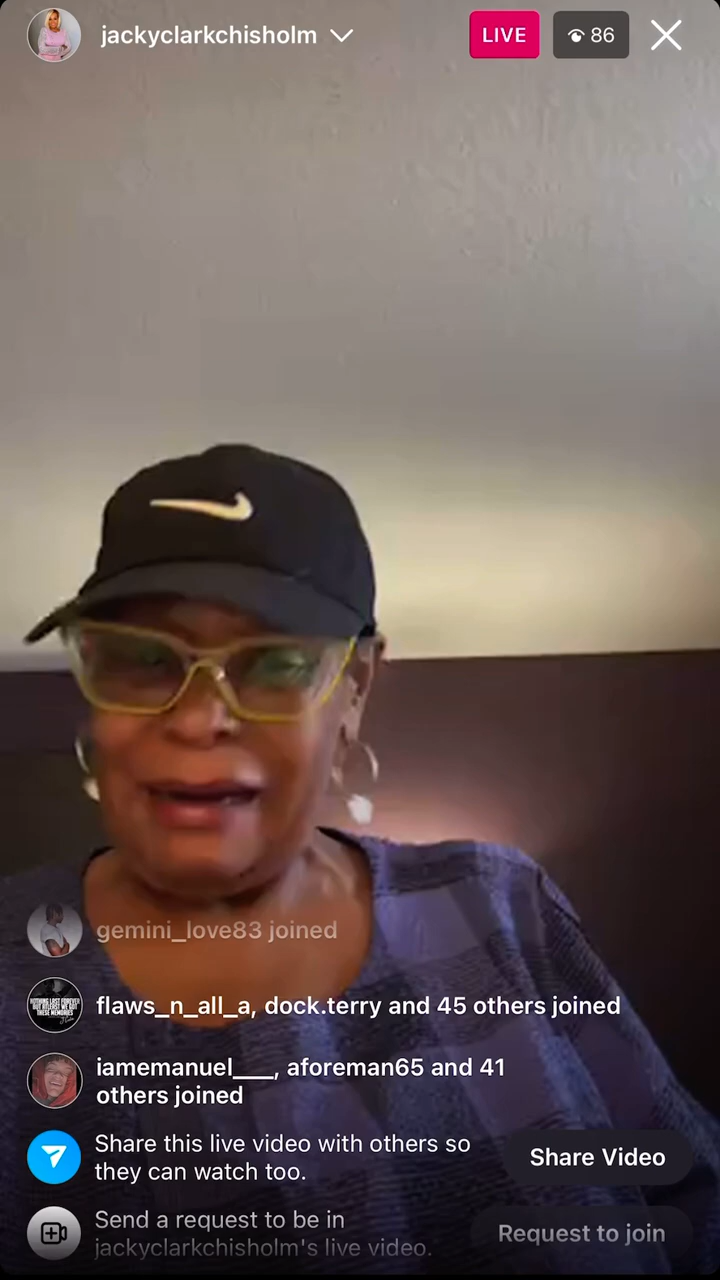 jackyclarkchisholm
LIVE
86
gemini_love83 joined
flaws_n_all_a, dock.terry and 45 others joined
iamemanuel___, aforeman65 and 41
others joined
Share this live video with others so
they can watch too.
Share Video
Send a request to be in
jackyclarkchisholm's live video.
Request to join